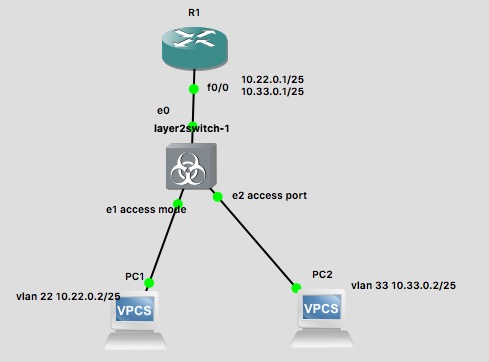 R1
f0/0
10.22.0.1/25
10.33.0.1/25
e0
layer2switch-1
e1 access mode
e2 access port
PC1
PC2
vlan 22 10.22.0.2/25
vlan 33 10.33.0.2/25
VPCS
VPCS